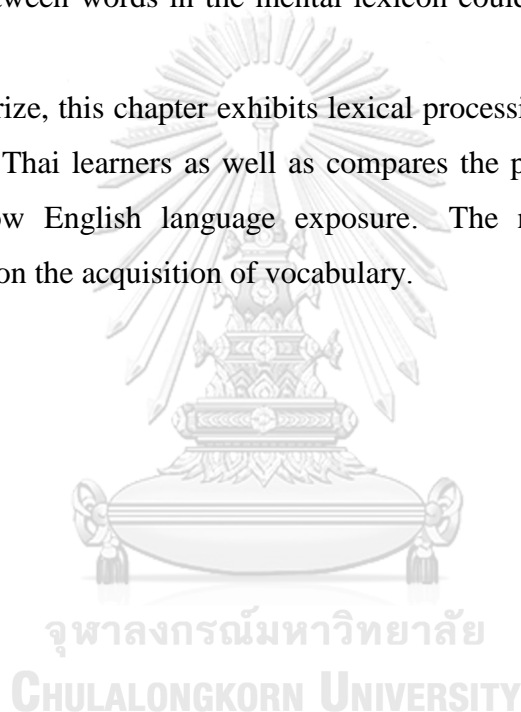 between words in the mental lexicon could
rize, this chapter exhibits lexical processi
Thai learners as well as compares the p
ow English language exposure. The r
on the acquisition of vocabulary.
จุฬาลงกรณ์มหาวิทยาลัย
CHULALONGKORN UNIVERSITY